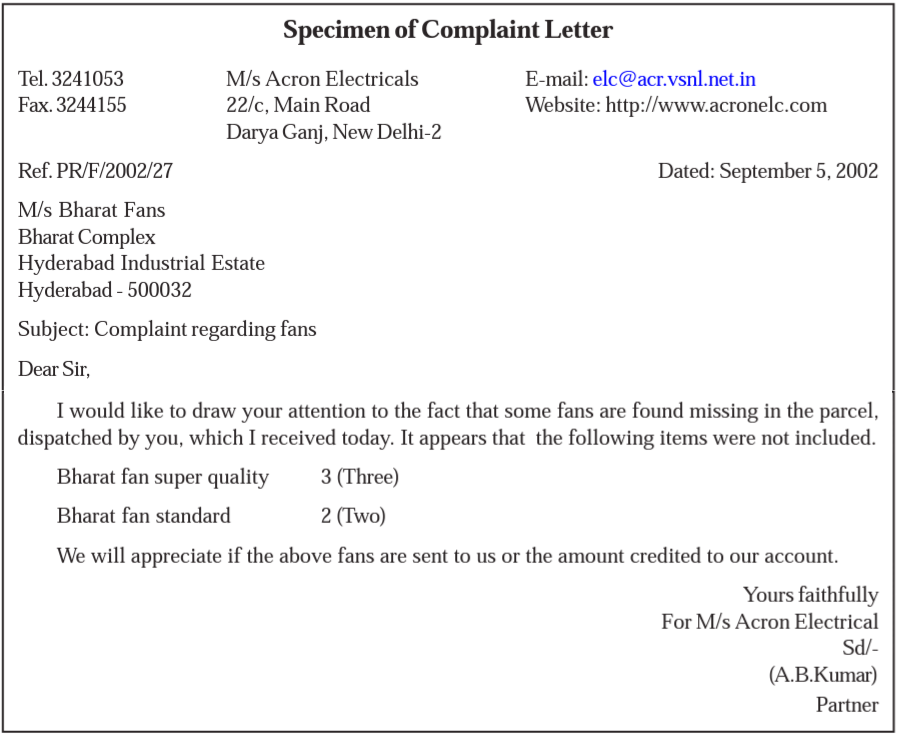 Specimen of Complaint Letter
Tel. 3241053 M/s Acron Electricals E-mail: elc@acr.vsnl.net.in
Fax. 3244155 22/c, Main Road Website: http://www.acronelc.com
Darya Ganj, New Delhi-2
Ref. PR/F/2002/27 Dated: September 5, 2002
M/s Bharat Fans
Bharat Complex
Hyderabad Industrial Estate
Hyderabad - 500032
Subject: Complaint regarding fans
Dear Sir,
I would like to draw your attention to the fact that some fans are found missing in the parcel,
dispatched by you, which I received today. It appears that the following items were not included.
Bharat fan super quality 3 (Three)
Bharat fan standard 2 (Two)
We will appreciate if the above fans are sent to us or the amount credited to our account.
Yours faithfully
For M/s Acron Electrical
Sd/-
(A.B.Kumar)
Partner